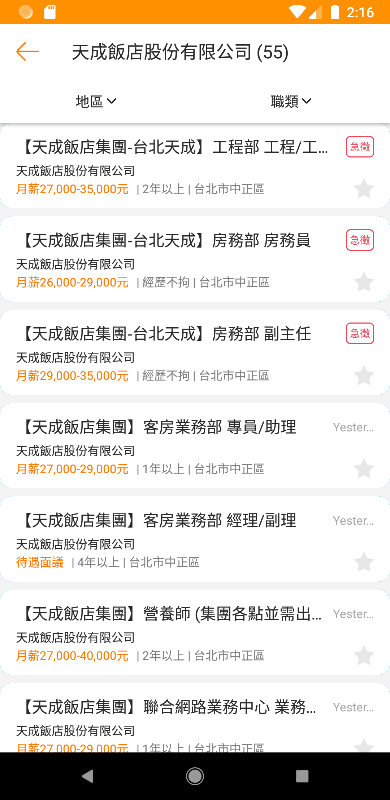 2:16
天成飯店股份有限公司 (55)
地區 職類
【天成飯店集團-台北天成】工程部 工程/工... 急徵
天成飯店股份有限公司
月薪27,000-35,000元 | 2年以上 | 台北市中正區
【天成飯店集團-台北天成】房務部 房務員 急徵
天成飯店股份有限公司
月薪26,000-29,000元 | 經歷不拘 | 台北市中正區
【天成飯店集團-台北天成】房務部 副主任 急徵
天成飯店股份有限公司
月薪29,000-35,000元 | 經歷不拘 | 台北市中正區
【天成飯店集團】客房業務部 專員/助理 Yester...
天成飯店股份有限公司
月薪27,000-29,000元 | 1年以上 | 台北市中正區
【天成飯店集團】客房業務部 經理/副理 Yester...
天成飯店股份有限公司
待遇面議 | 4年以上 | 台北市中正區
【天成飯店集團】營養師 (集團各點並需出... Yester...
天成飯店股份有限公司
月薪27,000-40,000元 | 2年以上 | 台北市中正區
【天成飯店集團】聯合網路業務中心 業務... Yester...
天成飯店股份有限公司
月薪27,000-29,000元 | 1年以上 | 台北市中正區